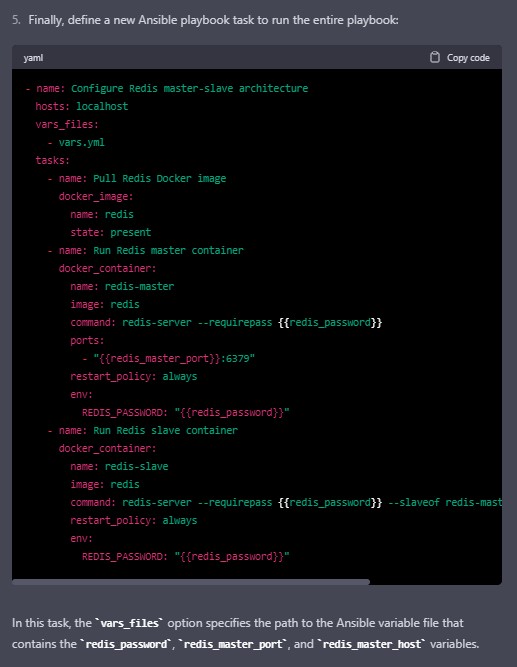 5. Finally, define a new Ansible playbook task to run the entire playbook:
yaml
Copy code
- name: Configure Redis master-slave architecture
  hosts: localhost
  vars_files:
    - vars.yml
  tasks:
    - name: Pull Redis Docker image
      docker_image:
        name: redis
        state: present
    - name: Run Redis master container
      docker_container:
        name: redis-master
        image: redis
        command: redis-server --requirepass {{redis_password}}
        ports:
          - "{{redis_master_port}}:6379"
        restart_policy: always
        env:
          REDIS_PASSWORD: "{{redis_password}}"
    - name: Run Redis slave container
      docker_container:
        name: redis-slave
        image: redis
        command: redis-server --requirepass {{redis_password}} --slaveof redis-mast
        restart_policy: always
        env:
          REDIS_PASSWORD: "{{redis_password}}"
In this task, the `vars_files` option specifies the path to the Ansible variable file that
contains the `redis_password`, `redis_master_port`, and `redis_master_host` variables.